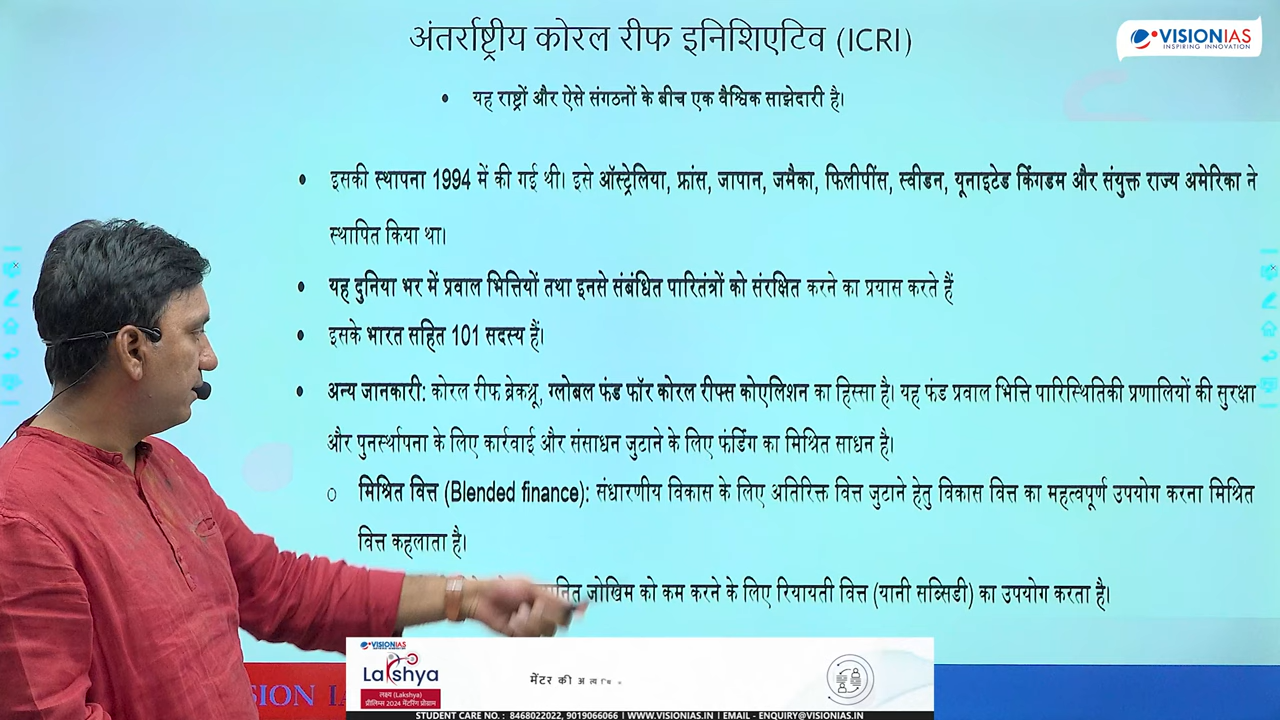 अंतर्राष्ट्रीय कोरल रीफ इनिशिएटिव (ICRI)
VISIONIAS
INSPIRING INNOVATION
• यह राष्ट्रों और ऐसे संगठनों के बीच एक वैश्विक साझेदारी है।
• इसकी स्थापना 1994 में की गई थी। इसे ऑस्ट्रेलिया, फ्रांस, जापान, जमैका, फिलीपींस, स्वीडन, यूनाइटेड किंगडम और संयुक्त राज्य अमेरिका ने
स्थापित किया था।
• यह दुनिया भर में प्रवाल भित्तियों तथा इनसे संबंधित पारितंत्रों को संरक्षित करने का प्रयास करते हैं
• इसके भारत सहित 101 सदस्य हैं।
• अन्य जानकारी: कोरल रीफ ब्रेकथ्रू, ग्लोबल फंड फॉर कोरल रीफ्स कोएलिशन का हिस्सा है। यह फंड प्रवाल भित्ति पारिस्थितिकी प्रणालियों की सुरक्षा
और पुनर्स्थापना के लिए कार्रवाई और संसाधन जुटाने के लिए फंडिंग का मिश्रित साधन है।
○ मिश्रित वित्त (Blended finance): संधारणीय विकास के लिए अतिरिक्त वित्त जुटाने हेतु विकास वित्त का महत्वपूर्ण उपयोग करना मिश्रित
वित्त कहलाता है।
जोखिम को कम करने के लिए रियायती वित्त (यानी सब्सिडी) का उपयोग करता है।
VISIONIAS
Lakshya
लक्ष्य (Lakshya)
प्रीलिम्स 2024 मेंटरिंग प्रोग्राम
मेंटर की
STUDENT CARE NO. : 8468022022, 9019066066 | WWW.VISIONIAS.IN | EMAIL - ENQUIRY@VISIONIAS.IN